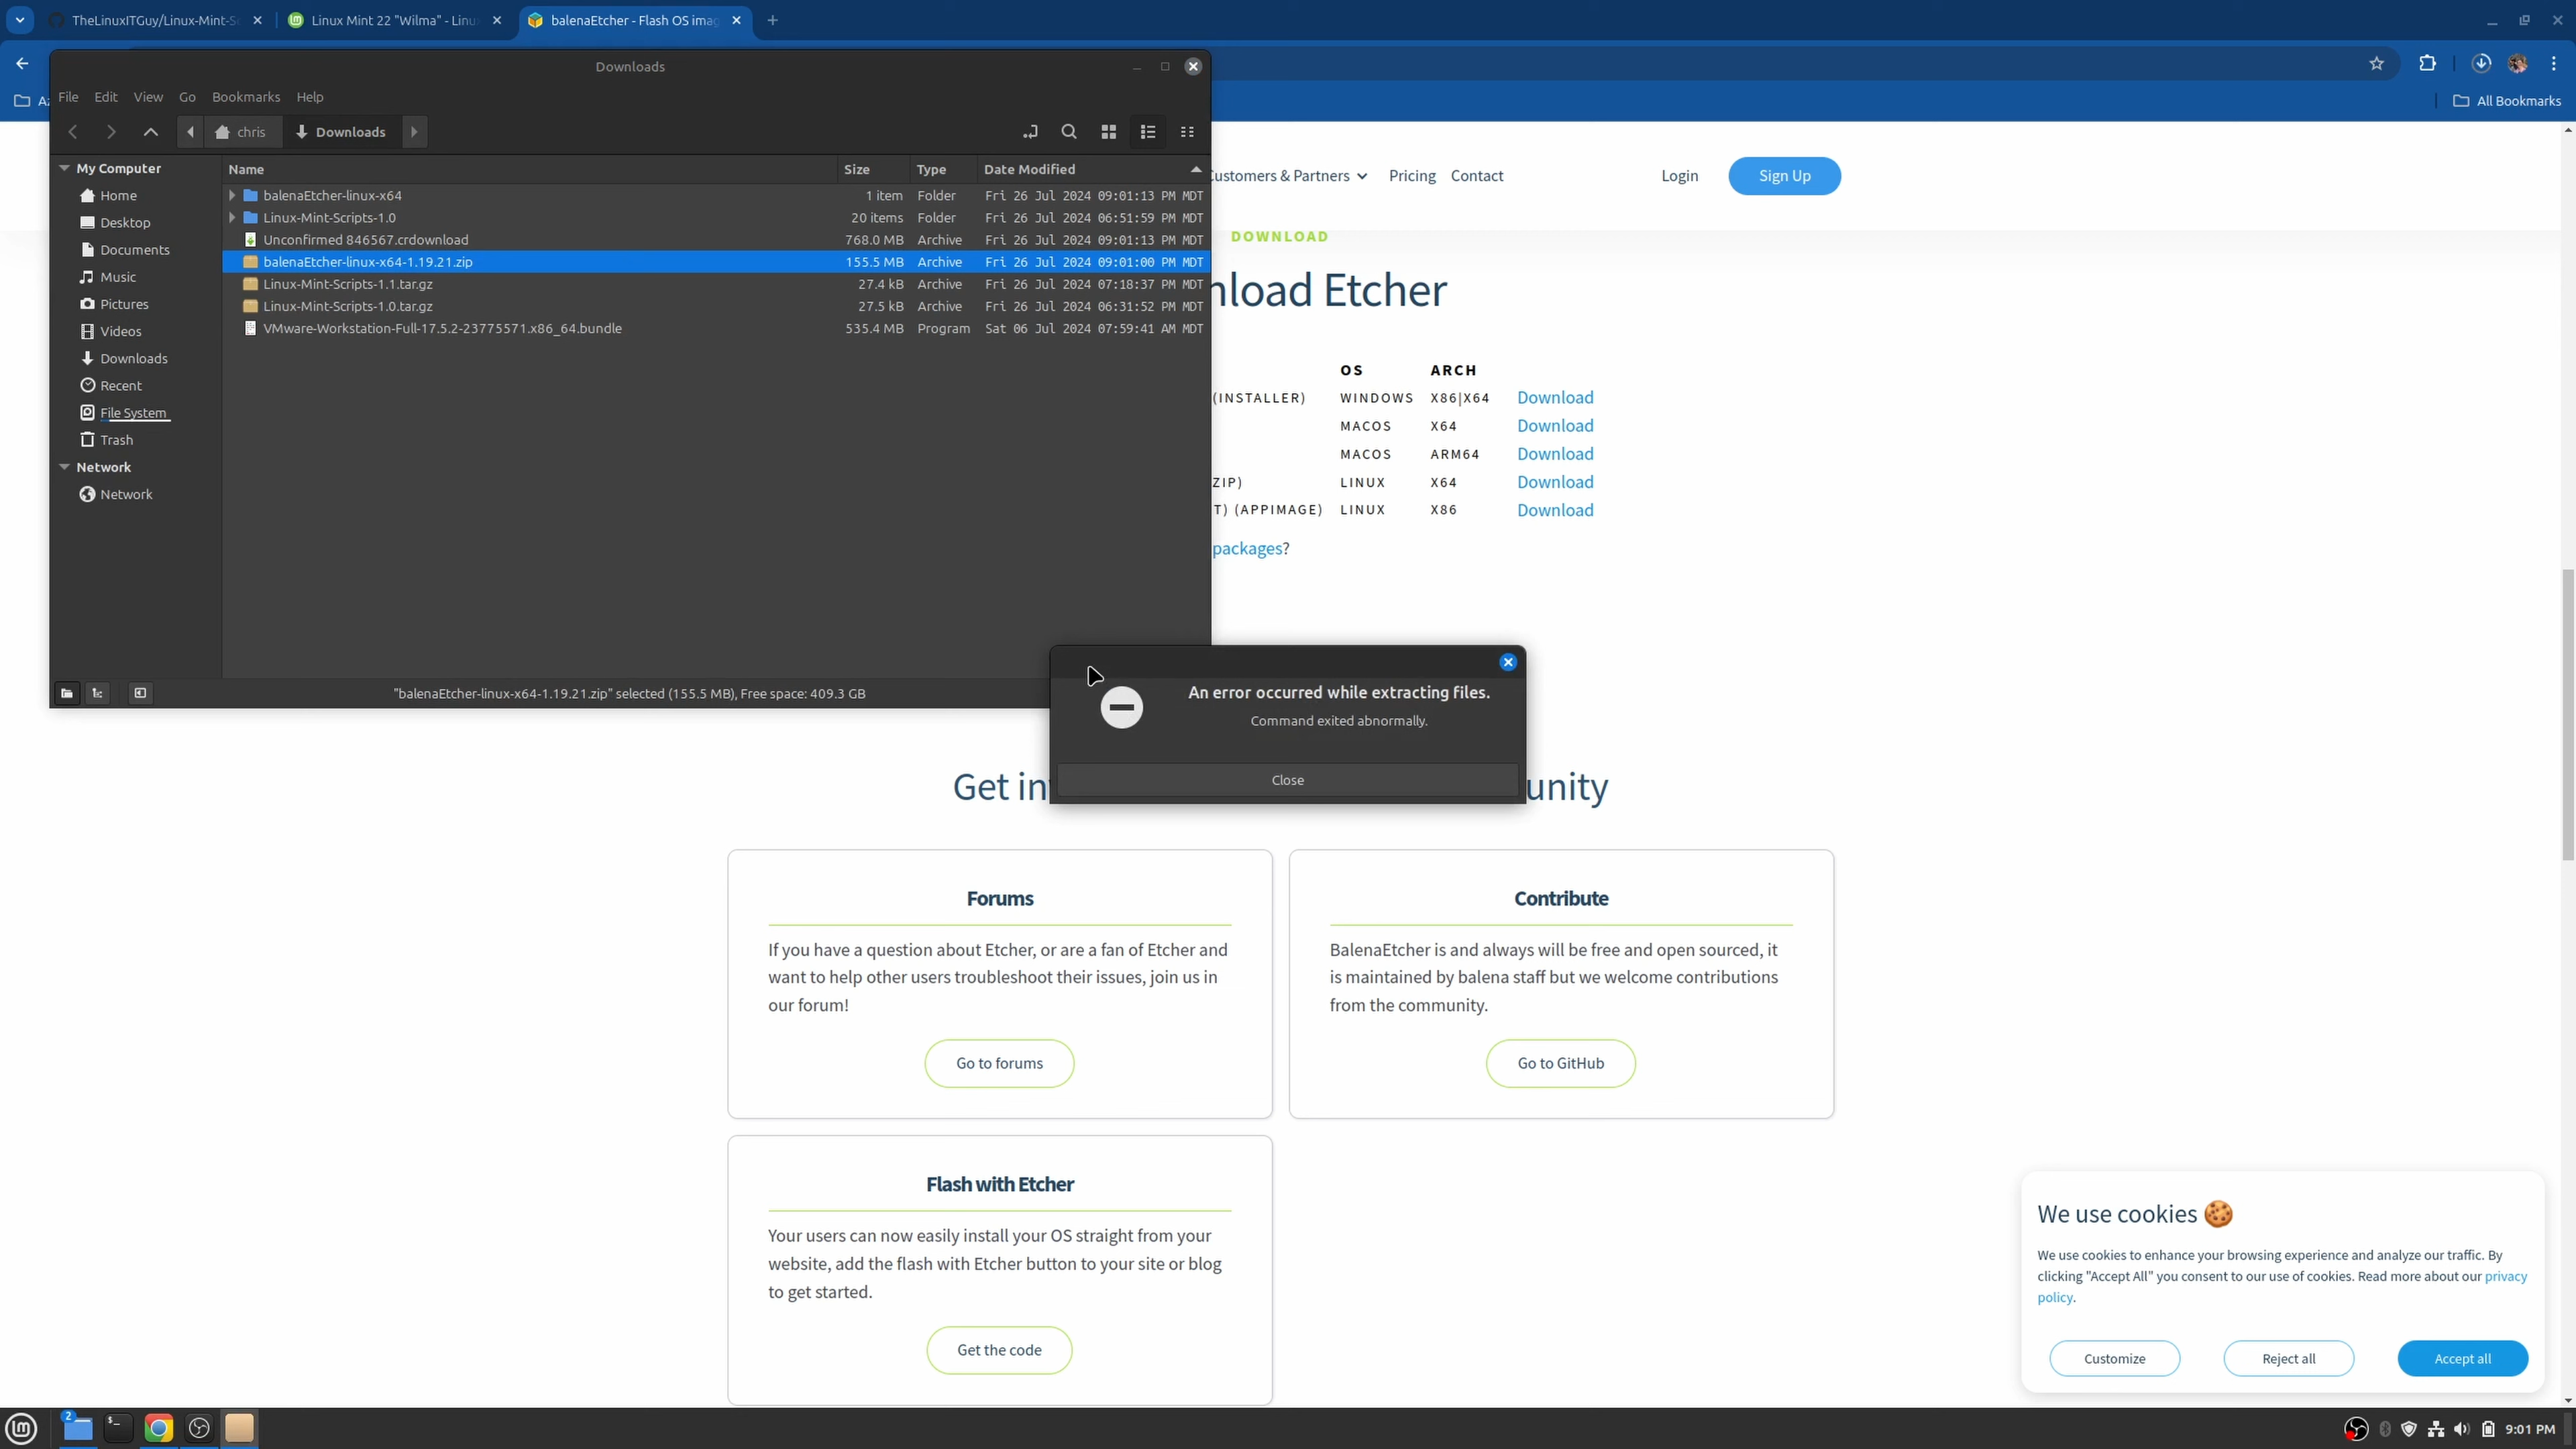 TheLinuxITGuy/Linux-Mint-S
Linux Mint 22 "Wilma" - Linu
balenaEtcher - Flash OS imag
Az
All Bookmarks
Downloads
File Edit View Go Bookmarks Help
chris Downloads
My Computer
Home
Desktop
Documents
Music
Pictures
Videos
Downloads
Recent
File System
Trash
Network
Network
Name Size Type Date Modified
balenaEtcher-linux-x64 1 item Folder Fri 26 Jul 2024 09:01:13 PM MDT
Linux-Mint-Scripts-1.0 20 items Folder Fri 26 Jul 2024 06:51:59 PM MDT
Unconfirmed 846567.crdownload 768.0 MB Archive Fri 26 Jul 2024 09:01:13 PM MDT
balenaEtcher-linux-x64-1.19.21.zip 155.5 MB Archive Fri 26 Jul 2024 09:01:00 PM MDT
Linux-Mint-Scripts-1.1.tar.gz 27.4 kB Archive Fri 26 Jul 2024 07:18:37 PM MDT
Linux-Mint-Scripts-1.0.tar.gz 27.5 kB Archive Fri 26 Jul 2024 06:31:52 PM MDT
VMware-Workstation-Full-17.5.2-23775571.x86_64.bundle 535.4 MB Program Sat 06 Jul 2024 07:59:41 AM MDT
"balenaEtcher-linux-x64-1.19.21.zip" selected (155.5 MB), Free space: 409.3 GB
ustomers & Partners Pricing Contact Login Sign Up
DOWNLOAD
nload Etcher
OS ARCH
(INSTALLER) WINDOWS X86|X64 Download
MACOS X64 Download
MACOS ARM64 Download
ZIP) LINUX X64 Download
T) (APPIMAGE) LINUX X86 Download
packages?
An error occurred while extracting files.
Command exited abnormally.
Close
Get in
unity
Forums
If you have a question about Etcher, or are a fan of Etcher and
want to help other users troubleshoot their issues, join us in
our forum!
Go to forums
Contribute
BalenaEtcher is and always will be free and open sourced, it
is maintained by balena staff but we welcome contributions
from the community.
Go to GitHub
Flash with Etcher
Your users can now easily install your OS straight from your
website, add the flash with Etcher button to your site or blog
to get started.
Get the code
We use cookies 🍪
We use cookies to enhance your browsing experience and analyze our traffic. By
clicking "Accept All" you consent to our use of cookies. Read more about our privacy
policy.
Customize Reject all Accept all
2
9:01 PM